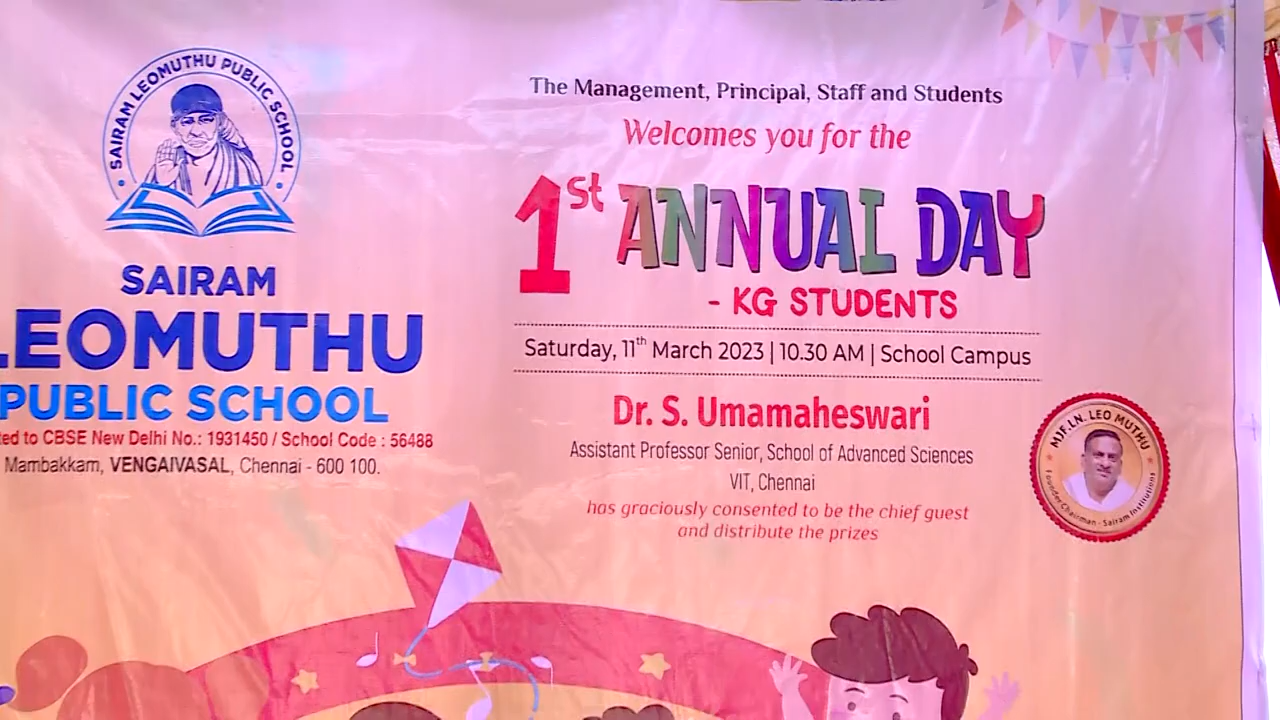 SAIRAM LEOMUTHU PUBLIC SCHOOL
SAIRAM
LEOMUTHU
PUBLIC SCHOOL
ted to CBSE New Delhi No.: 1931450 / School Code : 56488
Mambakkam, VENGAIVASAL, Chennai - 600 100.
The Management, Principal, Staff and Students
Welcomes you for the
1st ANNUAL DAY
- KG STUDENTS
Saturday, 11th March 2023 | 10.30 AM | School Campus
Dr. S. Umamaheswari
Assistant Professor Senior, School of Advanced Sciences
VIT, Chennai
has graciously consented to be the chief guest
and distribute the prizes
MJF.LN. LEO MUTHU
Founder Chairman - Sairam Institutions